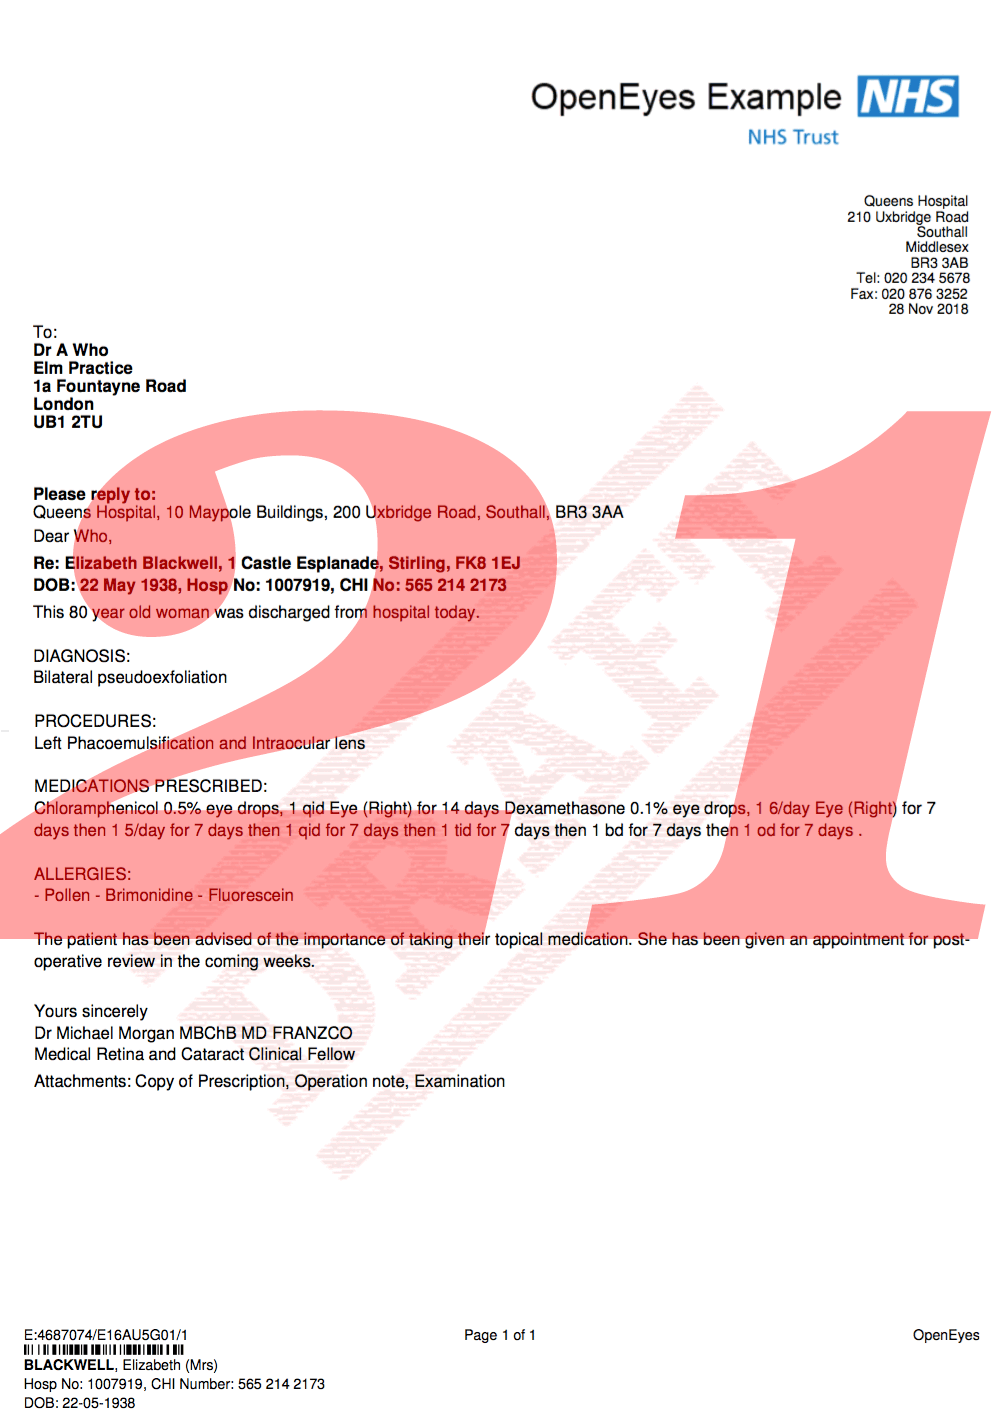 OpenEyes Example NHS
NHS Trust
Queens Hospital
210 Uxbridge Road
Southall
Middlesex
BR3 3AB
Tel: 020 234 5678
Fax: 020 876 3252
28 Nov 2018
To:
Dr A Who
Elm Practice
1a Fountayne Road
London
UB1 2TU
21
DRAFT
Please reply to:
Queens Hospital, 10 Maypole Buildings, 200 Uxbridge Road, Southall, BR3 3AA
Dear Who,
Re: Elizabeth Blackwell, 1 Castle Esplanade, Stirling, FK8 1EJ
DOB: 22 May 1938, Hosp No: 1007919, CHI No: 565 214 2173
This 80 year old woman was discharged from hospital today.
DIAGNOSIS:
Bilateral pseudoexfoliation
PROCEDURES:
Left Phacoemulsification and Intraocular lens
MEDICATIONS PRESCRIBED:
Chloramphenicol 0.5% eye drops, 1 qid Eye (Right) for 14 days Dexamethasone 0.1% eye drops, 1 6/day Eye (Right) for 7
days then 1 5/day for 7 days then 1 qid for 7 days then 1 tid for 7 days then 1 bd for 7 days then 1 od for 7 days .
ALLERGIES:
- Pollen - Brimonidine - Fluorescein
The patient has been advised of the importance of taking their topical medication. She has been given an appointment for post-
operative review in the coming weeks.
Yours sincerely
Dr Michael Morgan MBChB MD FRANZCO
Medical Retina and Cataract Clinical Fellow
Attachments: Copy of Prescription, Operation note, Examination
E:4687074/E16AU5G01/1
Page 1 of 1
OpenEyes
BLACKWELL, Elizabeth (Mrs)
Hosp No: 1007919, CHI Number: 565 214 2173
DOB: 22-05-1938